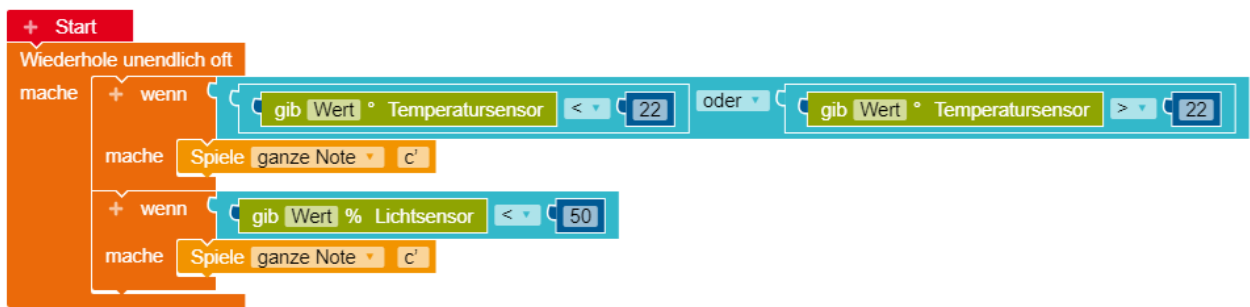 + Start
Wiederhole unendlich oft
mache + wenn gib Wert ° Temperatursensor < 22 oder gib Wert ° Temperatursensor > 22
mache Spiele ganze Note c'
+ wenn gib Wert % Lichtsensor < 50
mache Spiele ganze Note c'